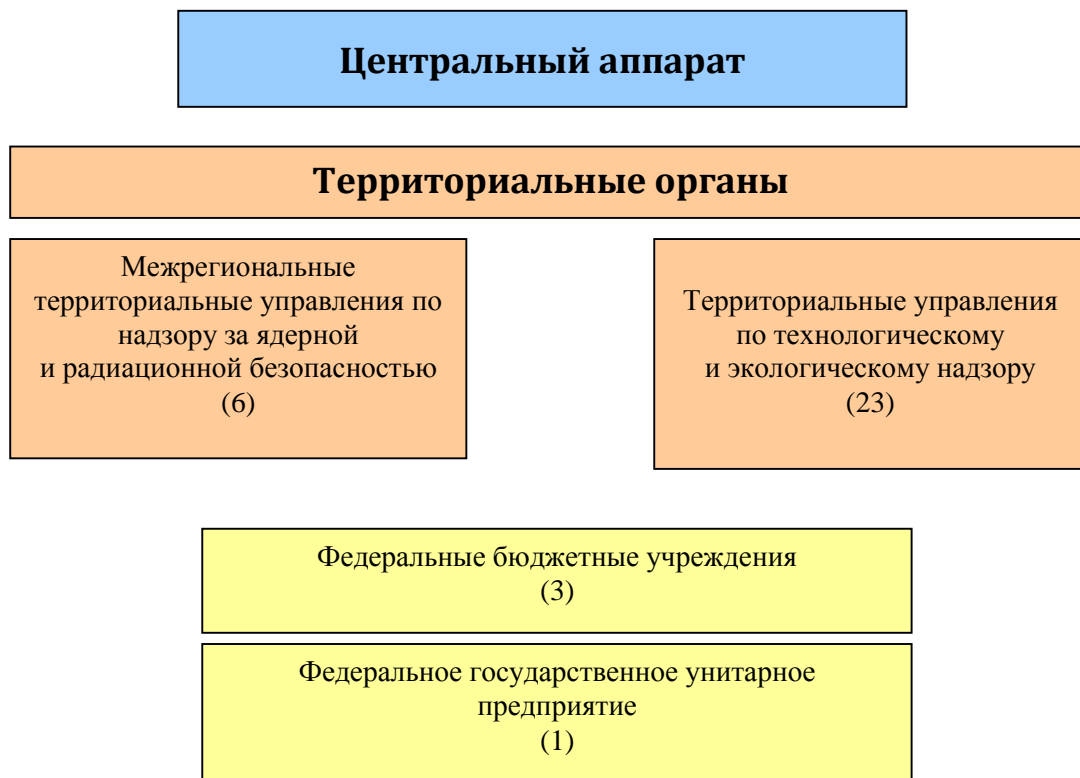 Центральный аппарат
Территориальные органы
Межрегиональные
территориальные управления по
надзору за ядерной
и радиационной безопасностью
(6)
Территориальные управления
по технологическому
и экологическому надзору
(23)
Федеральные бюджетные учреждения
(3)
Федеральное государственное унитарное
предприятие
(1)